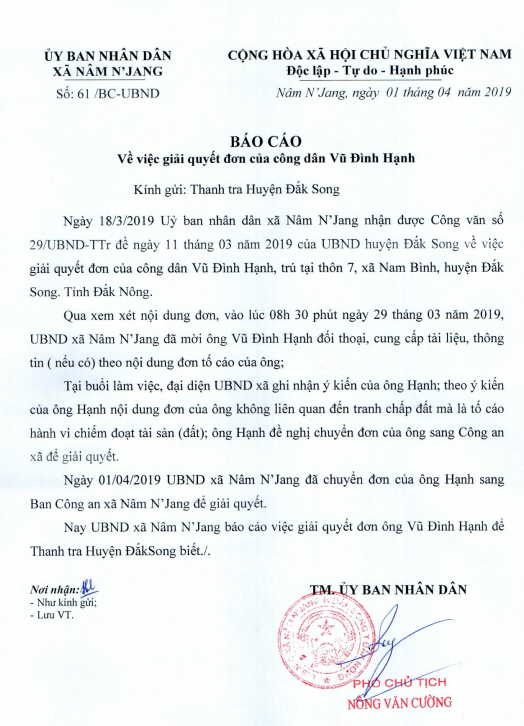 ỦY BAN NHÂN DÂN
XÃ NÂM N'JANG
Số: 61 /BC-UBND
CỘNG HÒA XÃ HỘI CHỦ NGHĨA VIỆT NAM
Độc lập - Tự do - Hạnh phúc
Nâm N'Jang, ngày 01 tháng 04 năm 2019
BÁO CÁO
Về việc giải quyết đơn của công dân Vũ Đình Hạnh
Kính gửi: Thanh tra Huyện Đắk Song
Ngày 18/3/2019 Uỷ ban nhân dân xã Nâm N'Jang nhận được Công văn số
29/UBND-TTr đề ngày 11 tháng 03 năm 2019 của UBND huyện Đắk Song về việc
giải quyết đơn của công dân Vũ Đình Hạnh, trú tại thôn 7, xã Nam Bình, huyện Đắk
Song. Tỉnh Đắk Nông.
Qua xem xét nội dung đơn, vào lúc 08h 30 phút ngày 29 tháng 03 năm 2019,
UBND xã Nâm N'Jang đã mời ông Vũ Đình Hạnh đối thoại, cung cấp tài liệu, thông
tin ( nếu có) theo nội dung đơn tố cáo của ông;
Tại buổi làm việc, đại diện UBND xã ghi nhận ý kiến của ông Hạnh; theo ý kiến
của ông Hạnh nội dung đơn của ông không liên quan đến tranh chấp đất mà là tố cáo
hành vi chiếm đoạt tài sản (đất); ông Hạnh đề nghị chuyển đơn của ông sang Công an
xã để giải quyết.
Ngày 01/04/2019 UBND xã Nâm N'Jang đã chuyển đơn của ông Hạnh sang
Ban Công an xã Nâm N'Jang để giải quyết.
Nay UBND xã Nâm N'Jang báo cáo việc giải quyết đơn ông Vũ Đình Hạnh để
Thanh tra Huyện ĐắkSong biết./.
Nơi nhận:
- Như kính gửi;
- Lưu VT.
TM. ỦY BAN NHÂN DÂN
PHÓ CHỦ TỊCH
NÔNG VĂN CƯỜNG